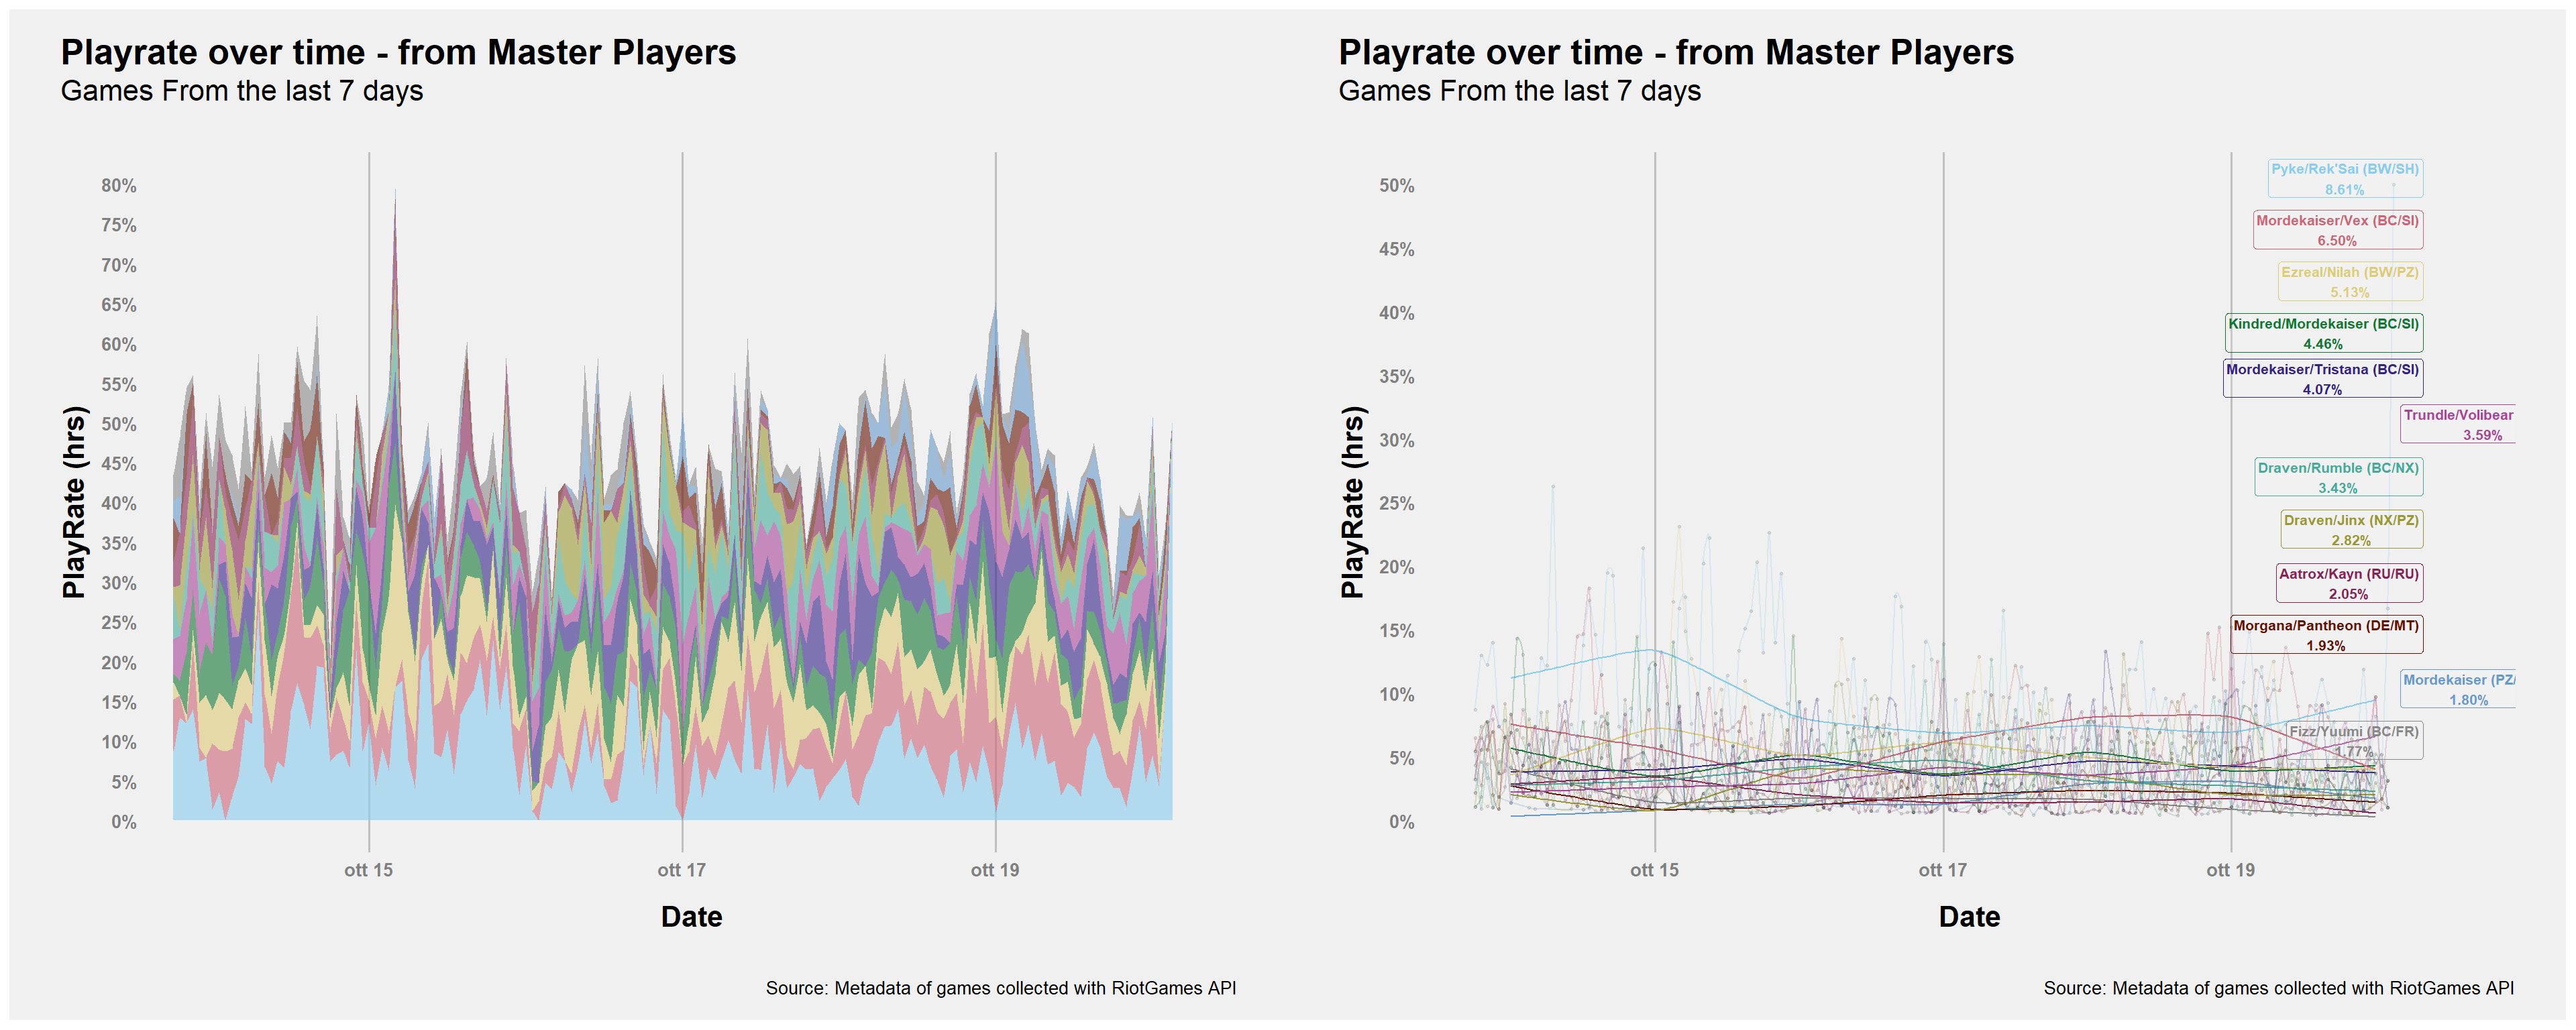 Playrate over time - from Master Players
Games From the last 7 days
80%
75%
70%
65%
60%
55%
50%
45%
40%
35%
30%
25%
20%
15%
10%
5%
0%
PlayRate (hrs)
ott 15
ott 17
ott 19
Date
Source: Metadata of games collected with RiotGames API
Playrate over time - from Master Players
Games From the last 7 days
50%
45%
40%
35%
30%
25%
20%
15%
10%
5%
0%
PlayRate (hrs)
Pyke/Rek'Sai (BW/SH)
8.61%
Mordekaiser/Vex (BC/SI)
6.50%
Ezreal/Nilah (BW/PZ)
5.13%
Kindred/Mordekaiser (BC/SI)
4.46%
Mordekaiser/Tristana (BC/SI)
4.07%
Trundle/Volibear
3.59%
Draven/Rumble (BC/NX)
3.43%
Draven/Jinx (NX/PZ)
2.82%
Aatrox/Kayn (RU/RU)
2.05%
Morgana/Pantheon (DE/MT)
1.93%
Mordekaiser (PZ/
1.80%
Fizz/Yuumi (BC/FR)
1.77%
ott 15
ott 17
ott 19
Date
Source: Metadata of games collected with RiotGames API